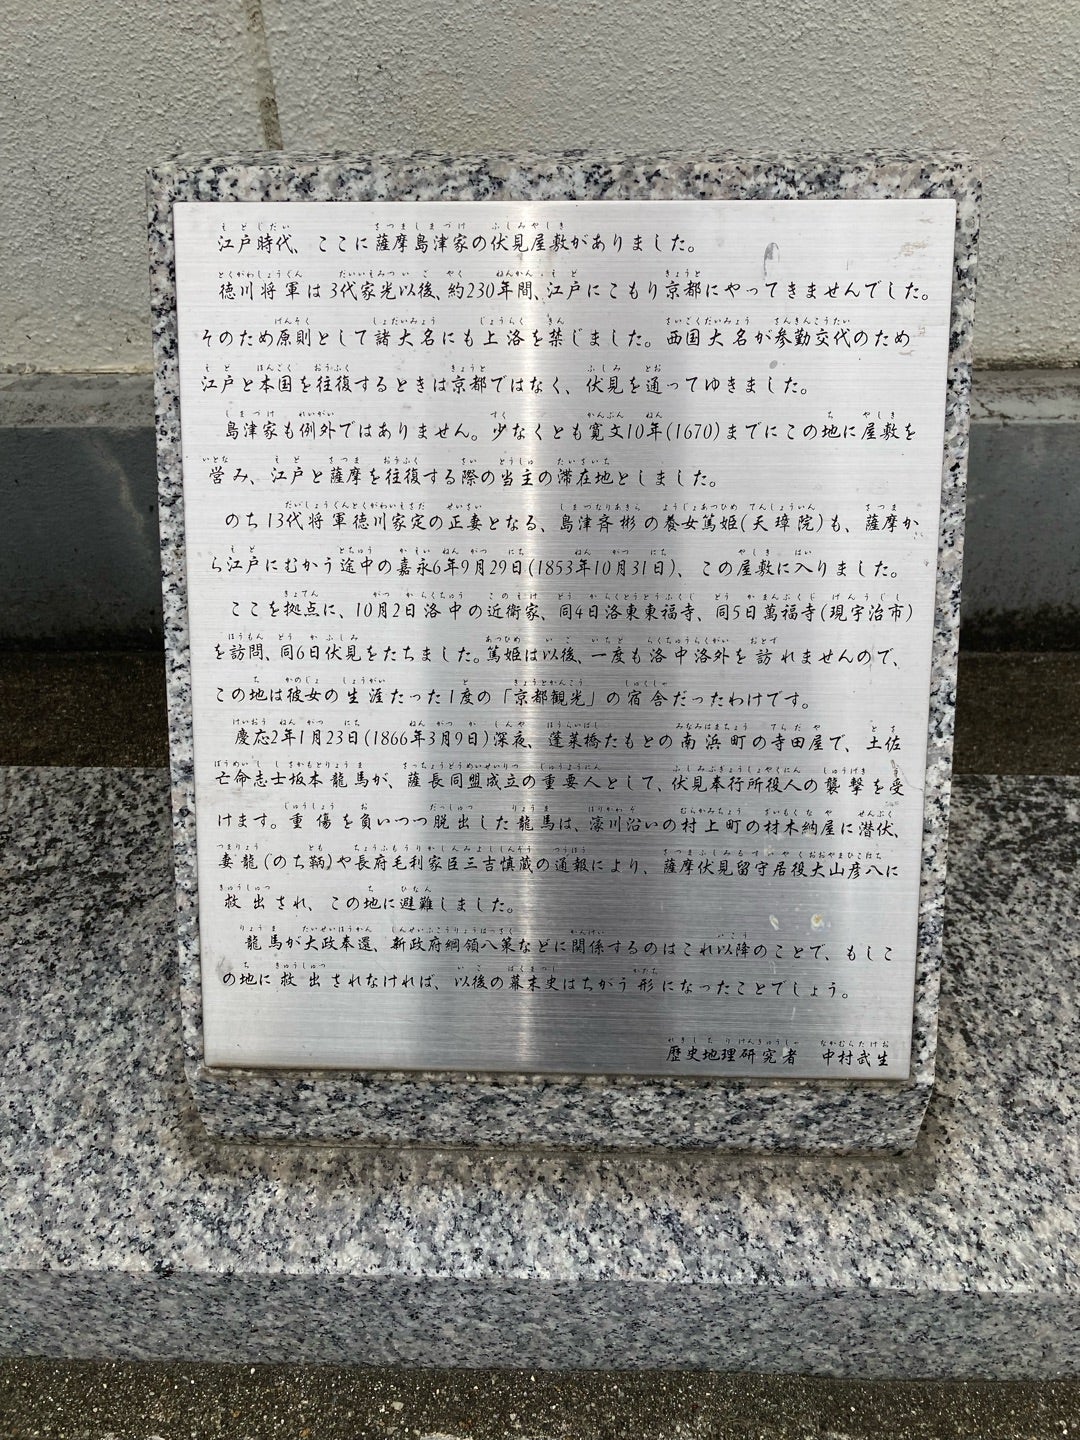 江戸時代、ここに薩摩島津家の伏見屋敷がありました。
徳川将軍は3代家光以後、約230年間、江戸にこもり京都にやってきませんでした。
そのため原則として諸大名にも上洛を禁じました。西国大名が参勤交代のため
江戸と本国を往復するときは京都ではなく、伏見を通ってゆきました。
島津家も例外ではありません。少なくとも寛文10年(1670)までにこの地に屋敷を
営み、江戸と薩摩を往復する際の当主の滞在地としました。
のち13代将軍徳川家定の正妻となる、島津斉彬の養女篤姫(天璋院)も、薩摩か
ら江戸にむかう途中の嘉永6年9月29日(1853年10月31日)、この屋敷に入りました。
ここを拠点に、10月2日洛中の近衛家、同4日洛東東福寺、同5日萬福寺(現宇治市)
を訪問、同6日伏見をたちました。篤姫は以後、一度も洛中洛外を訪れませんので、
この地は彼女の生涯たった1度の「京都観光」の宿舎だったわけです。
慶応2年1月23日(1866年3月9日)深夜、蓬莱橋たもとの南浜町の寺田屋で、土佐
亡命志士坂本龍馬が、薩長同盟成立の重要人として、伏見奉行所役人の襲撃を受
けます。重傷を負いつつ脱出した龍馬は、濠川沿いの村上町の材木納屋に潜伏、
妻龍(のち鞆)や長府毛利家臣三吉慎蔵の通報により、薩摩伏見留守居役大山彦八に
救出され、この地に避難しました。
龍馬が大政奉還、新政府綱領八策などに関係するのはこれ以降のことで、もしこ
の地に救出されなければ、以後の幕末史はちがう形になったことでしょう。
歴史地理研究者 中村武生